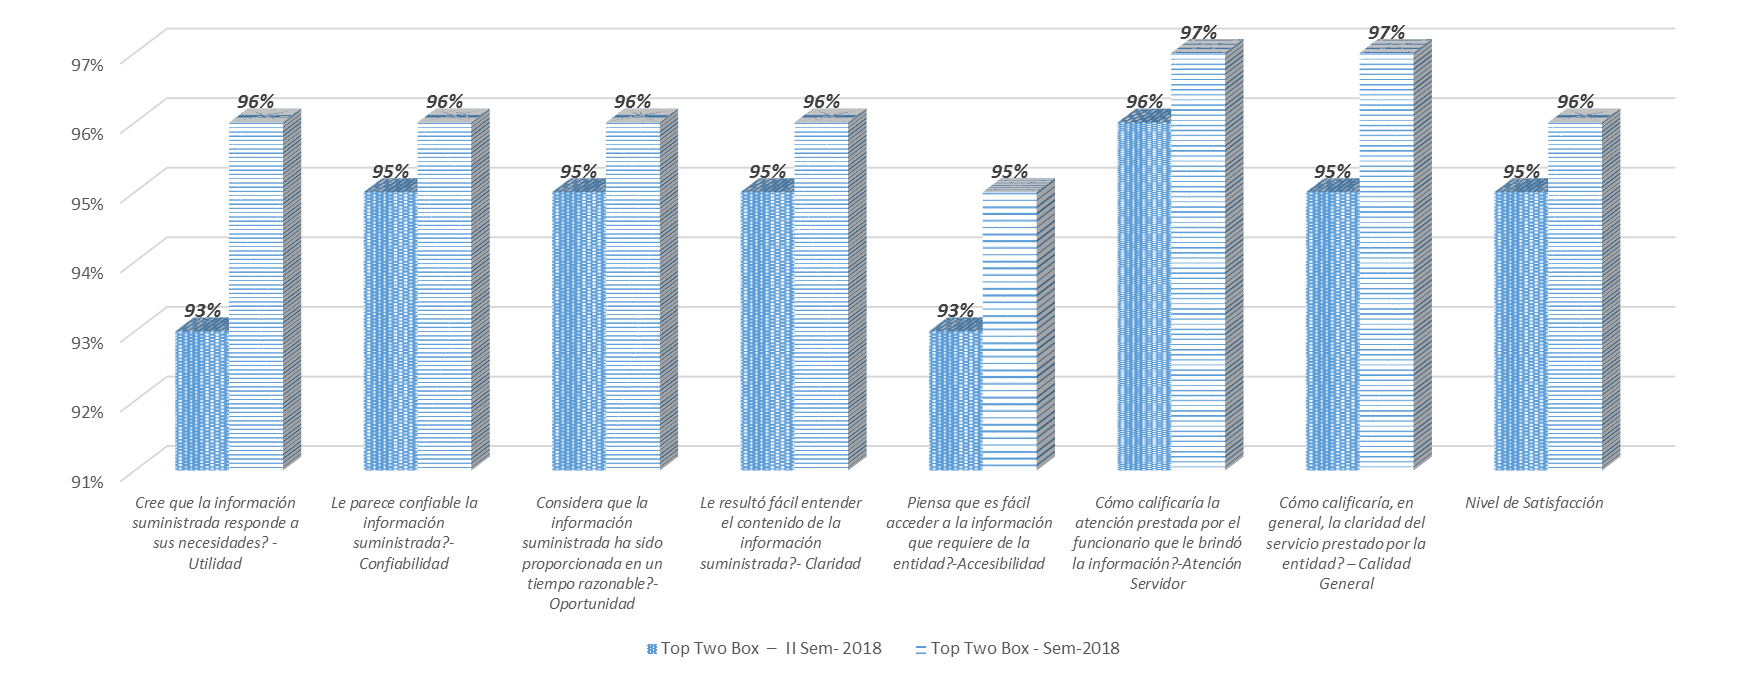 97%
96%
95%
94%
93%
92%
91%
93%
96%
95%
96%
95%
96%
95%
96%
93%
95%
96%
97%
95%
97%
95%
96%
Cree que la información
suministrada responde a
sus necesidades? -
Utilidad
Le parece confiable la
información
suministrada?-
Confiabilidad
Considera que la
información
suministrada ha sido
proporcionada en un
tiempo razonable?-
Oportunidad
Le resultó fácil entender
el contenido de la
información
suministrada?- Claridad
Piensa que es fácil
acceder a la información
que requiere de la
entidad?-Accesibilidad
Cómo calificaría la
atención prestada por el
funcionario que le brindó
la información?-Atención
Servidor
Cómo calificaría, en
general, la claridad del
servicio prestado por la
entidad? – Calidad
General
Nivel de Satisfacción
Top Two Box – II Sem- 2018
Top Two Box - Sem-2018